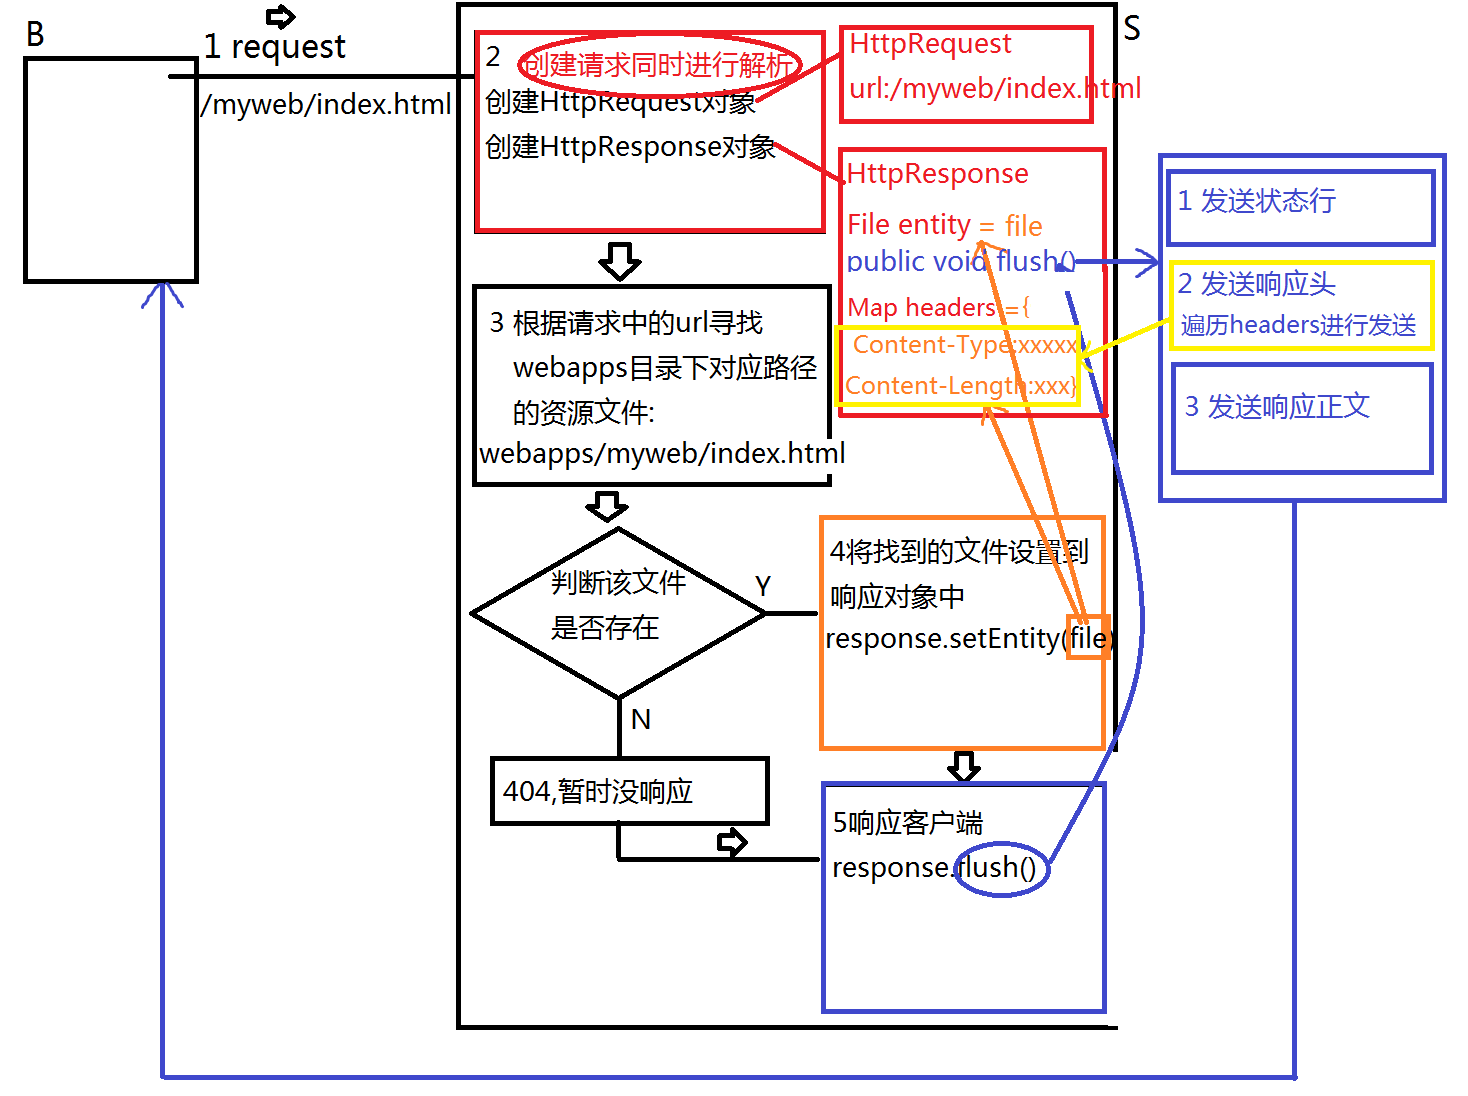 B
1 request
/myweb/index.html
S
2 创建请求同时进行解析
创建HttpRequest对象
创建HttpResponse对象
HttpRequest
url:/myweb/index.html
HttpResponse
File entity = file
public void flush()
Map headers ={
Content-Type:xxxxx
Content-Length:xxx}
1 发送状态行
2 发送响应头
遍历headers进行发送
3 发送响应正文
3 根据请求中的url寻找
webapps目录下对应路径
的资源文件:
webapps/myweb/index.html
判断该文件
是否存在
Y
N
4将找到的文件设置到
响应对象中
response.setEntity(file)
404,暂时没响应
5响应客户端
response.flush()